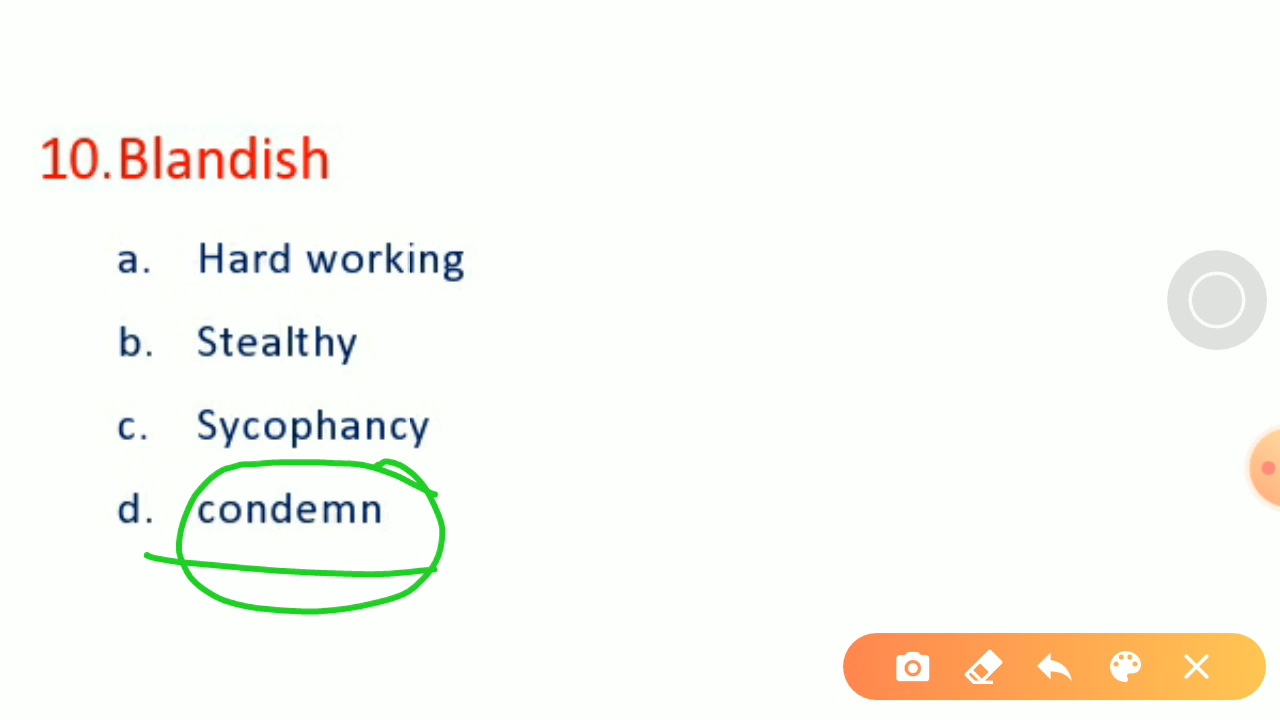 10. Blandish
a. Hard working
b. Stealthy
c. Sycophancy
d. condemn